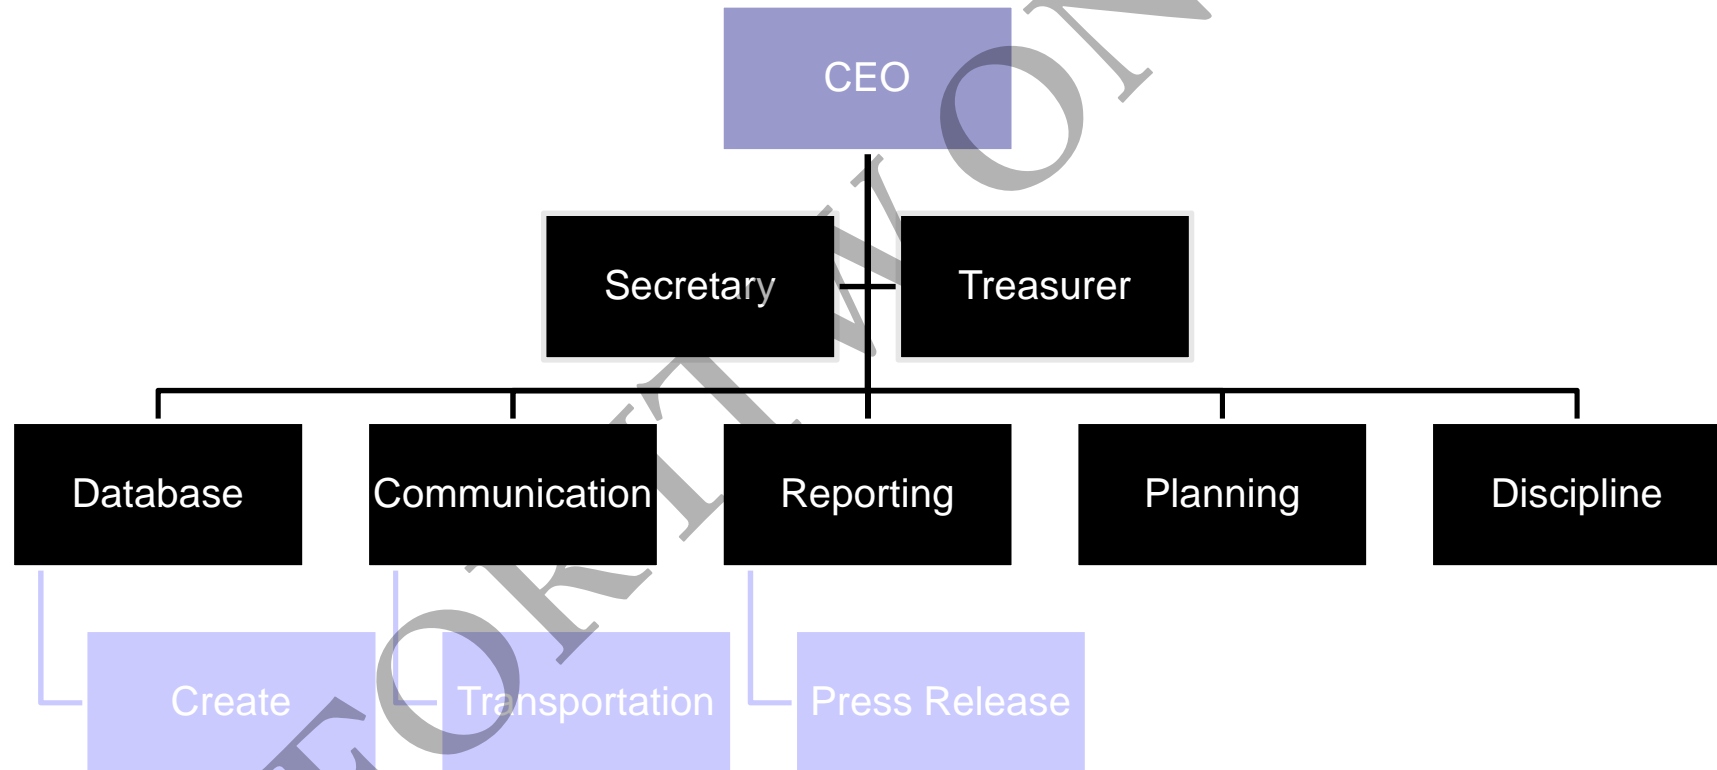 CEO
Secretary
Treasurer
Database
Communication
Reporting
Planning
Discipline
Create
Transportation
Press Release